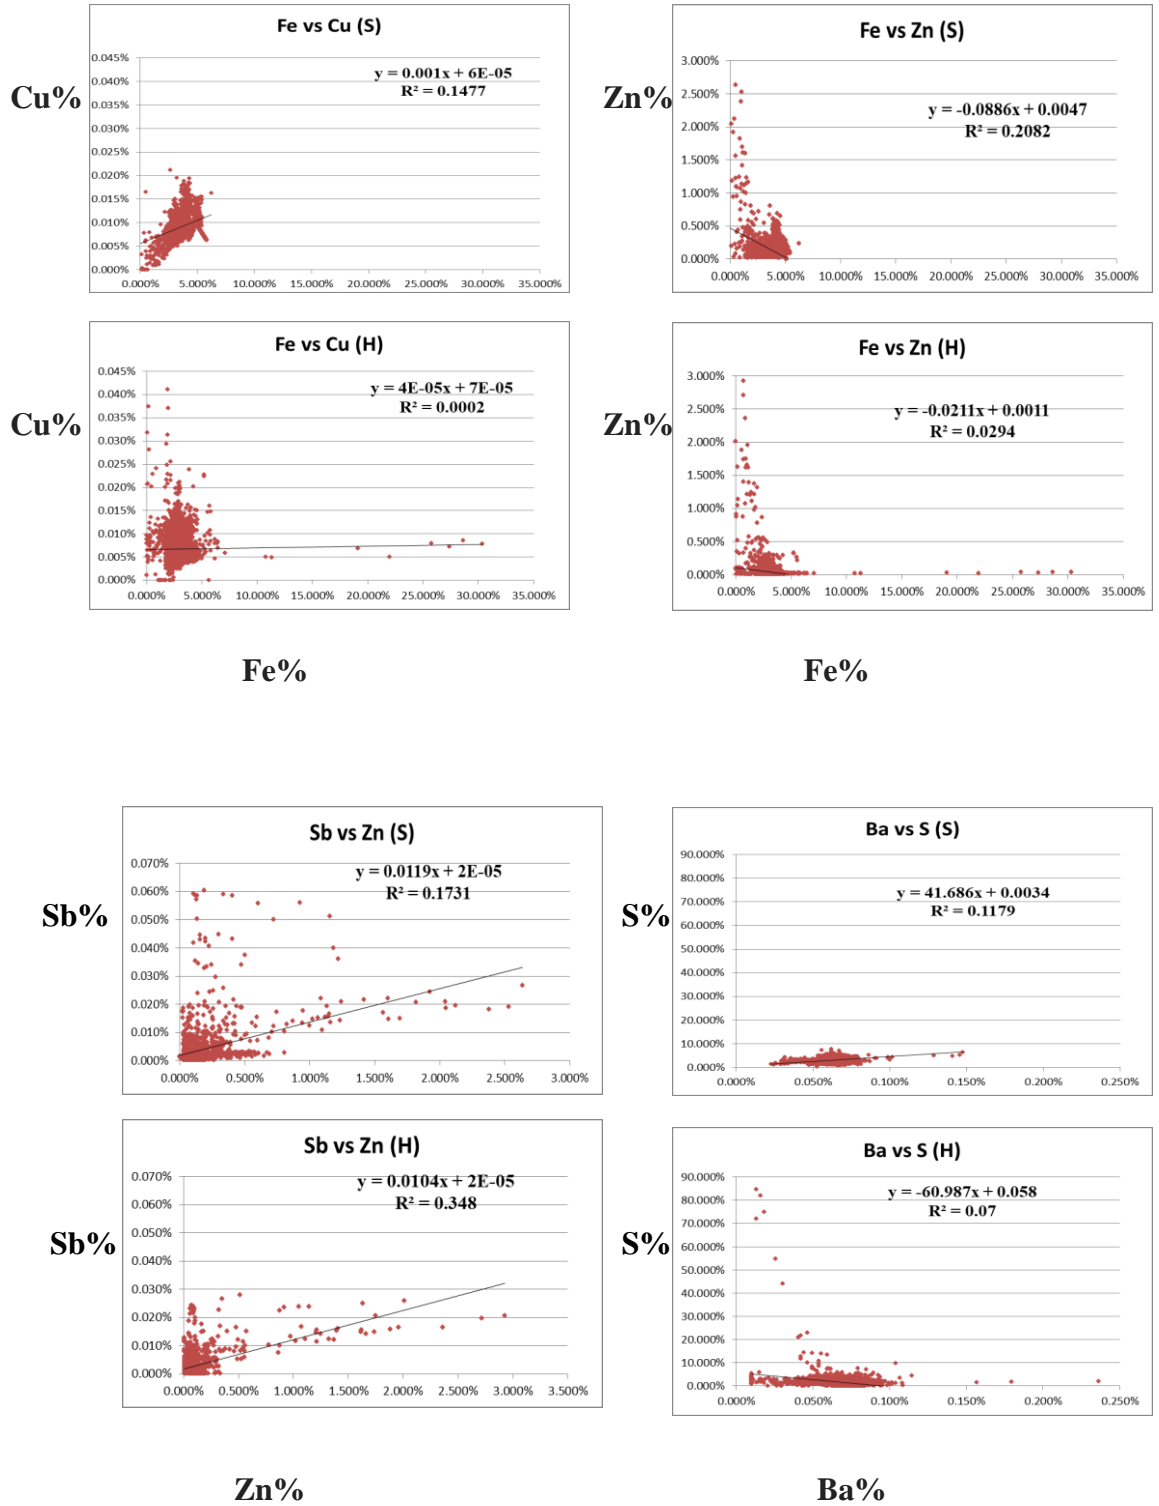 Fe vs Cu (S)
y = 0.001x + 6E-05
R² = 0.1477
Cu%
0.045%
0.040%
0.035%
0.030%
0.025%
0.020%
0.015%
0.010%
0.005%
0.000%
0.000% 5.000% 10.000% 15.000% 20.000% 25.000% 30.000% 35.000%
Fe vs Zn (S)
y = -0.0886x + 0.0047
R² = 0.2082
Zn%
3.000%
2.500%
2.000%
1.500%
1.000%
0.500%
0.000%
0.000% 5.000% 10.000% 15.000% 20.000% 25.000% 30.000% 35.000%
Fe vs Cu (H)
y = 4E-05x + 7E-05
R² = 0.0002
Cu%
0.045%
0.040%
0.035%
0.030%
0.025%
0.020%
0.015%
0.010%
0.005%
0.000%
0.000% 5.000% 10.000% 15.000% 20.000% 25.000% 30.000% 35.000%
Fe vs Zn (H)
y = -0.0211x + 0.0011
R² = 0.0294
Zn%
3.000%
2.500%
2.000%
1.500%
1.000%
0.500%
0.000%
0.000% 5.000% 10.000% 15.000% 20.000% 25.000% 30.000% 35.000%
Fe%
Fe%
Sb vs Zn (S)
y = 0.0119x + 2E-05
R² = 0.1731
Sb%
0.070%
0.060%
0.050%
0.040%
0.030%
0.020%
0.010%
0.000%
0.000% 0.500% 1.000% 1.500% 2.000% 2.500% 3.000%
Ba vs S (S)
y = 41.686x + 0.0034
R² = 0.1179
S%
90.000%
80.000%
70.000%
60.000%
50.000%
40.000%
30.000%
20.000%
10.000%
0.000%
0.000% 0.050% 0.100% 0.150% 0.200% 0.250%
Sb vs Zn (H)
y = 0.0104x + 2E-05
R² = 0.348
Sb%
0.070%
0.060%
0.050%
0.040%
0.030%
0.020%
0.010%
0.000%
0.000% 0.500% 1.000% 1.500% 2.000% 2.500% 3.000% 3.500%
Ba vs S (H)
y = -60.987x + 0.058
R² = 0.07
S%
90.000%
80.000%
70.000%
60.000%
50.000%
40.000%
30.000%
20.000%
10.000%
0.000%
0.000% 0.050% 0.100% 0.150% 0.200% 0.250%
Zn%
Ba%